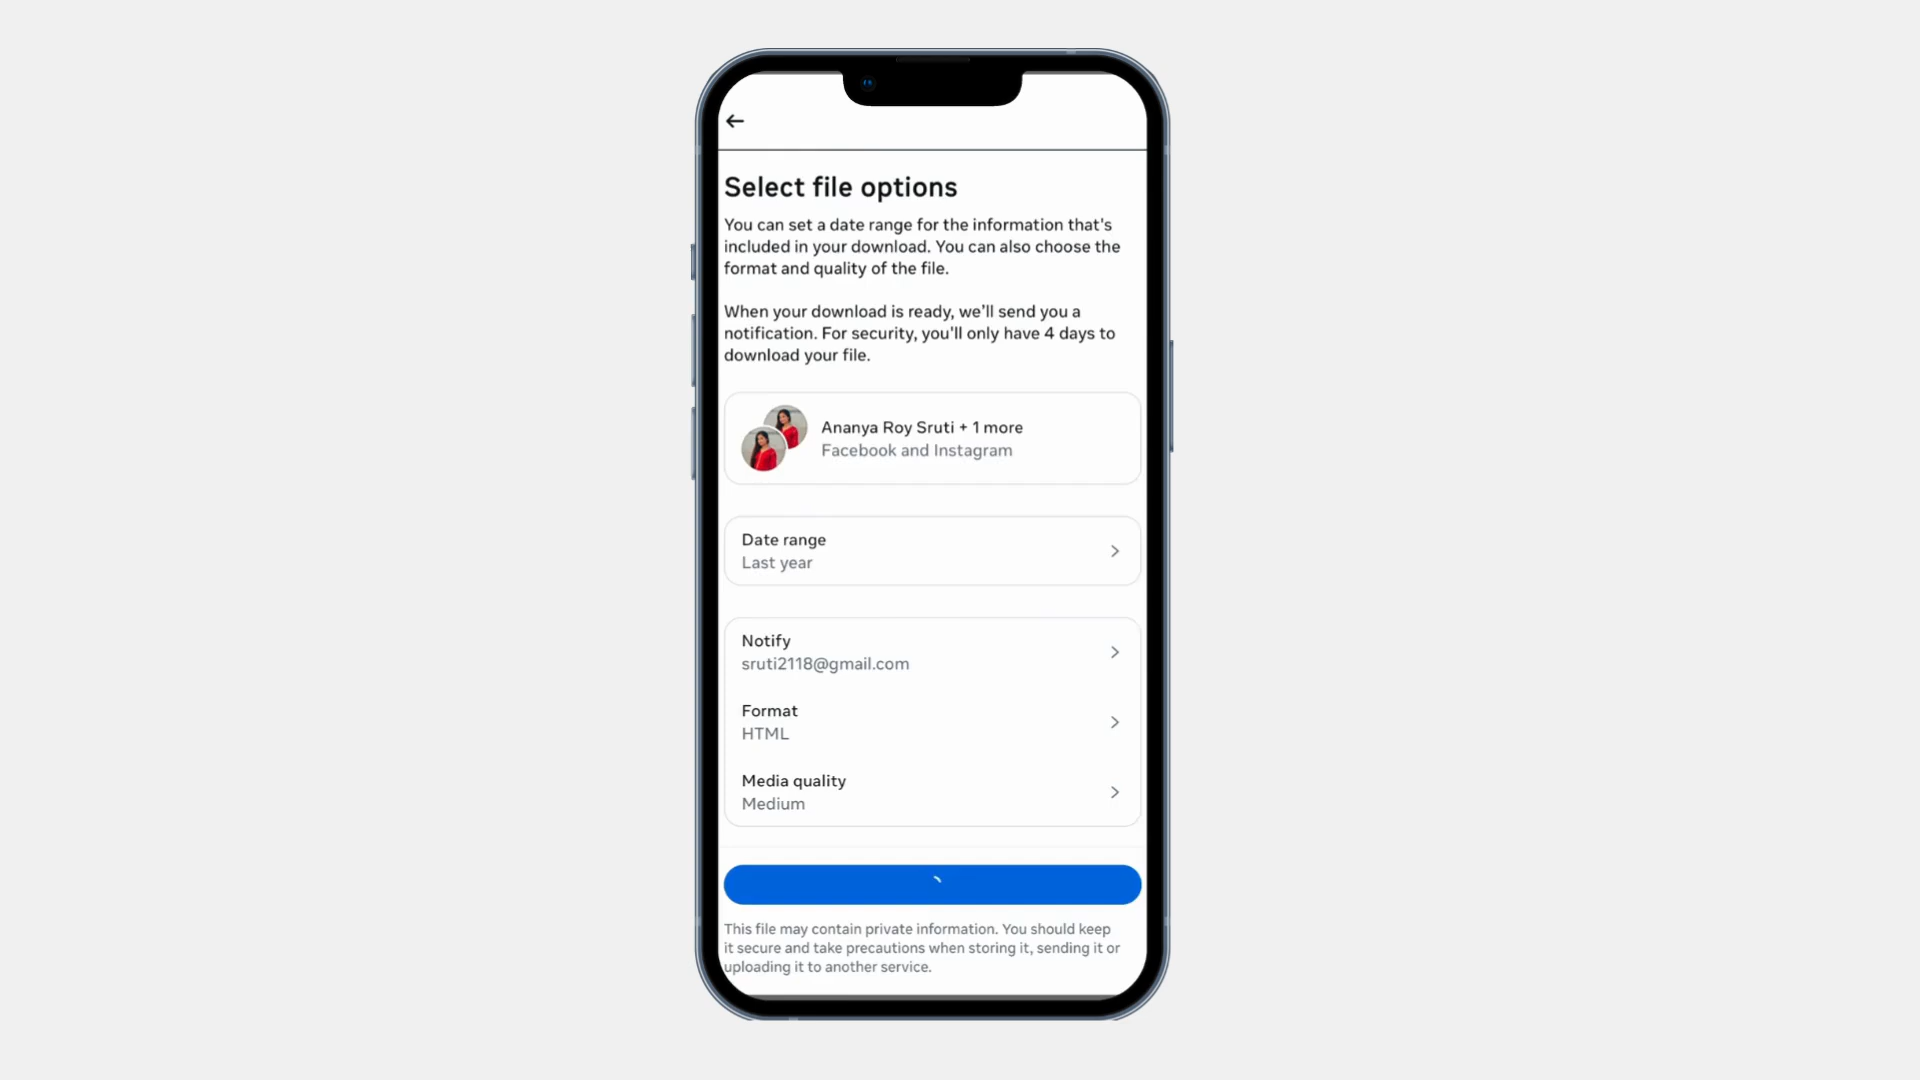 Select file options
You can set a date range for the information that's
included in your download. You can also choose the
format and quality of the file.
When your download is ready, we'll send you a
notification. For security, you'll only have 4 days to
download your file.
Ananya Roy Sruti + 1 more
Facebook and Instagram
Date range
Last year
Notify
sruti2118@gmail.com
Format
HTML
Media quality
Medium
This file may contain private information. You should keep
it secure and take precautions when storing it, sending it or
uploading it to another service.